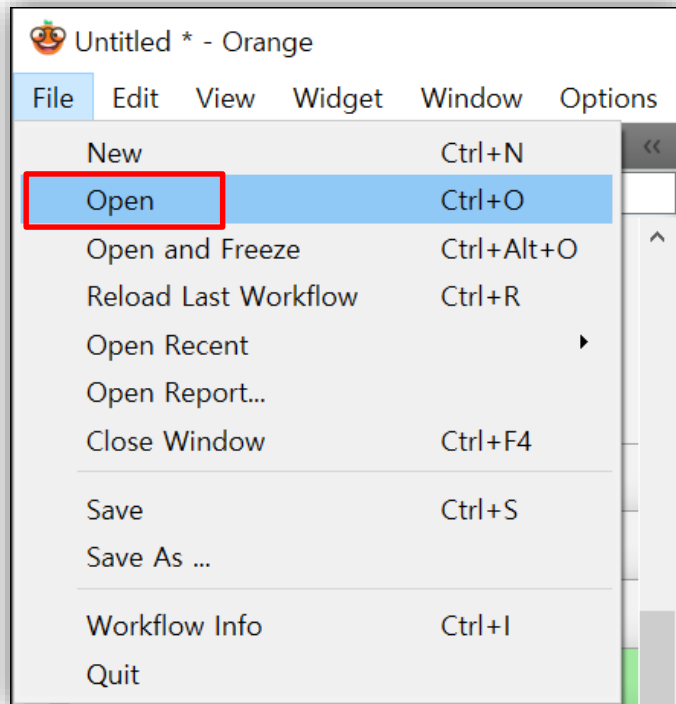 Untitled * - Orange
File Edit View Widget Window Options
New Ctrl+N
Open Ctrl+O
Open and Freeze Ctrl+Alt+O
Reload Last Workflow Ctrl+R
Open Recent
Open Report...
Close Window Ctrl+F4
Save Ctrl+S
Save As ...
Workflow Info Ctrl+I
Quit